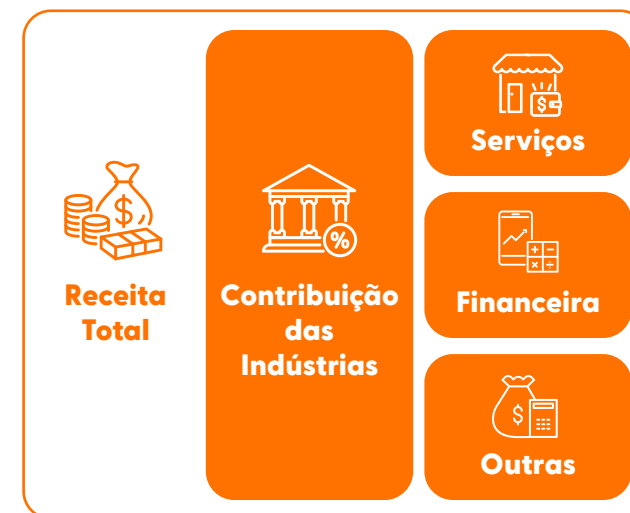 Receita
Total
Contribuição
das
Indústrias
$
%
Serviços
$
Financeira
+ −
× ÷
Outras
$